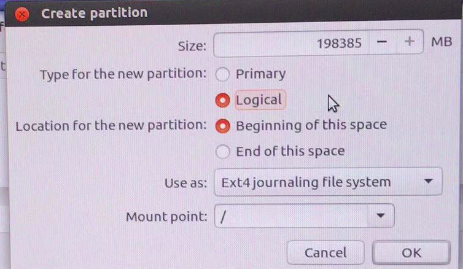 Create partition
Size: 198385 − + MB
Type for the new partition: Primary
Logical
Location for the new partition: Beginning of this space
End of this space
Use as: Ext4 journaling file system
Mount point: /
Cancel OK